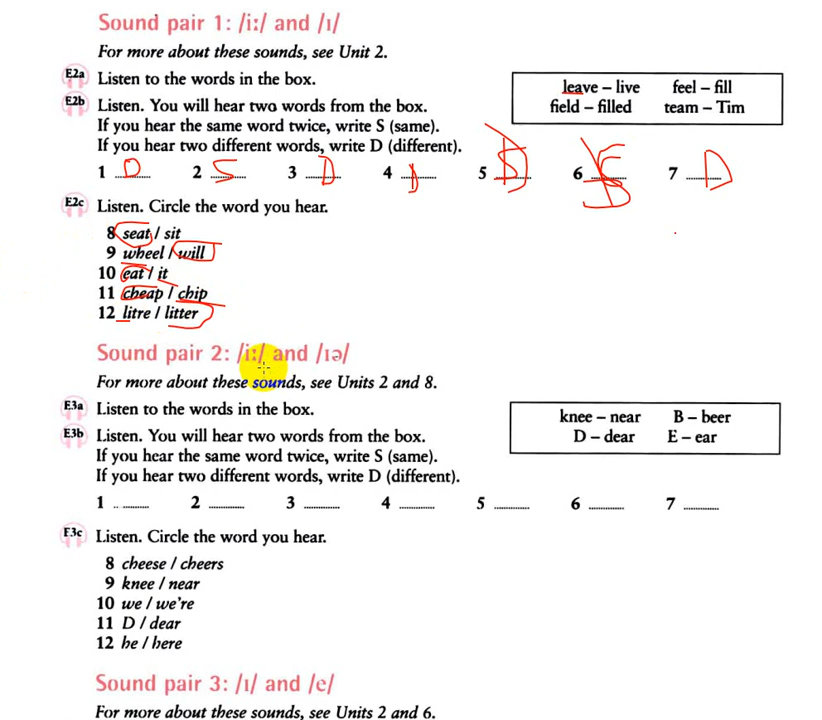 Sound pair 1: /iː/ and /ɪ/
For more about these sounds, see Unit 2.
E2a Listen to the words in the box.
leave – live feel – fill
field – filled team – Tim
E2b Listen. You will hear two words from the box.
If you hear the same word twice, write S (same).
If you hear two different words, write D (different).
1 D 2 S 3 D 4 D 5 D 6 D 7 D
E2c Listen. Circle the word you hear.
8 seat / sit
9 wheel / will
10 eat / it
11 cheap / chip
12 litre / litter
Sound pair 2: /iː/ and /ɪə/
For more about these sounds, see Units 2 and 8.
E3a Listen to the words in the box.
knee – near B – beer
D – dear E – ear
E3b Listen. You will hear two words from the box.
If you hear the same word twice, write S (same).
If you hear two different words, write D (different).
1 .......... 2 .......... 3 .......... 4 .......... 5 .......... 6 .......... 7 ..........
E3c Listen. Circle the word you hear.
8 cheese / cheers
9 knee / near
10 we / we're
11 D / dear
12 he / here
Sound pair 3: /ɪ/ and /e/
For more about these sounds, see Units 2 and 6.